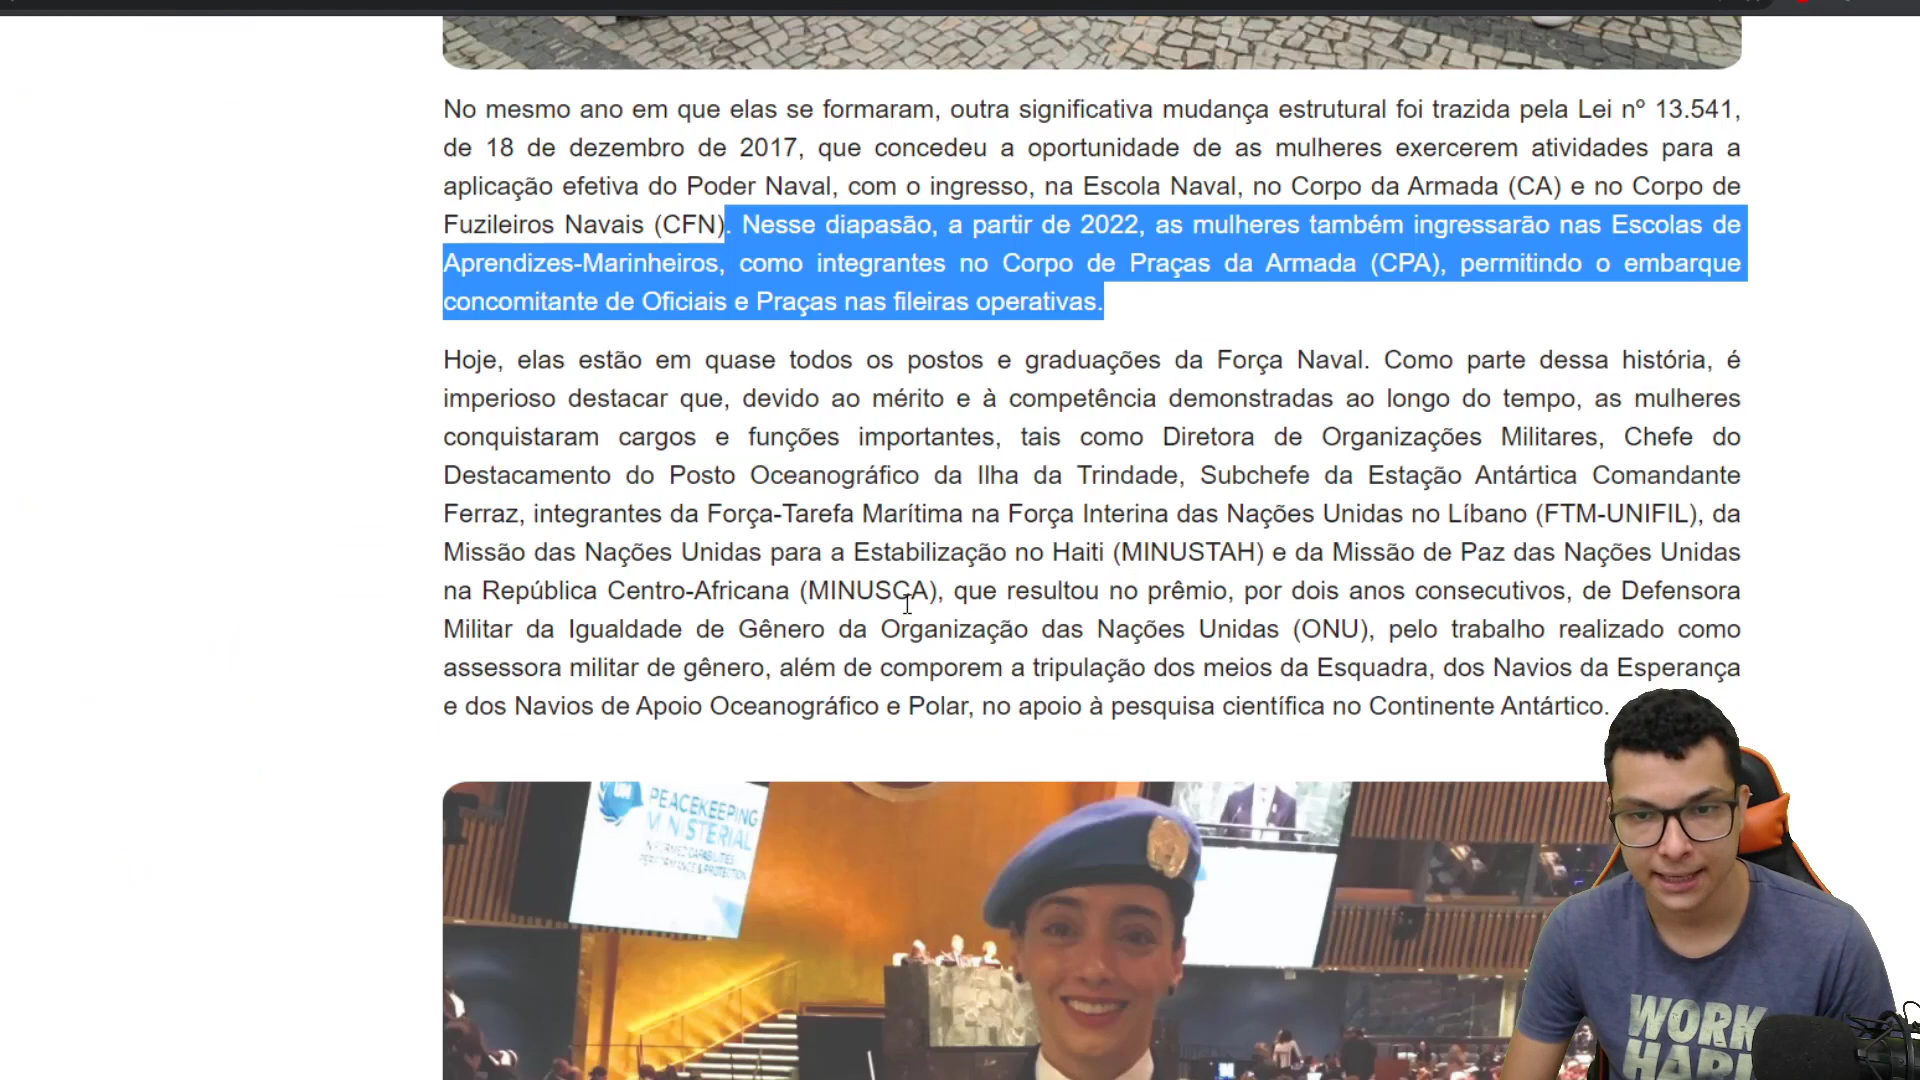 No mesmo ano em que elas se formaram, outra significativa mudança estrutural foi trazida pela Lei nº 13.541,
de 18 de dezembro de 2017, que concedeu a oportunidade de as mulheres exercerem atividades para a
aplicação efetiva do Poder Naval, com o ingresso, na Escola Naval, no Corpo da Armada (CA) e no Corpo de
Fuzileiros Navais (CFN). Nesse diapasão, a partir de 2022, as mulheres também ingressarão nas Escolas de
Aprendizes-Marinheiros, como integrantes no Corpo de Praças da Armada (CPA), permitindo o embarque
concomitante de Oficiais e Praças nas fileiras operativas.
Hoje, elas estão em quase todos os postos e graduações da Força Naval. Como parte dessa história, é
imperioso destacar que, devido ao mérito e à competência demonstradas ao longo do tempo, as mulheres
conquistaram cargos e funções importantes, tais como Diretora de Organizações Militares, Chefe do
Destacamento do Posto Oceanográfico da Ilha da Trindade, Subchefe da Estação Antártica Comandante
Ferraz, integrantes da Força-Tarefa Marítima na Força Interina das Nações Unidas no Líbano (FTM-UNIFIL), da
Missão das Nações Unidas para a Estabilização no Haiti (MINUSTAH) e da Missão de Paz das Nações Unidas
na República Centro-Africana (MINUSCA), que resultou no prêmio, por dois anos consecutivos, de Defensora
Militar da Igualdade de Gênero da Organização das Nações Unidas (ONU), pelo trabalho realizado como
assessora militar de gênero, além de comporem a tripulação dos meios da Esquadra, dos Navios da Esperança
e dos Navios de Apoio Oceanográfico e Polar, no apoio à pesquisa científica no Continente Antártico.
UN PEACEKEEPING
MINISTERIAL
PERFORMANCE & PROTECTION
WORK
HARD